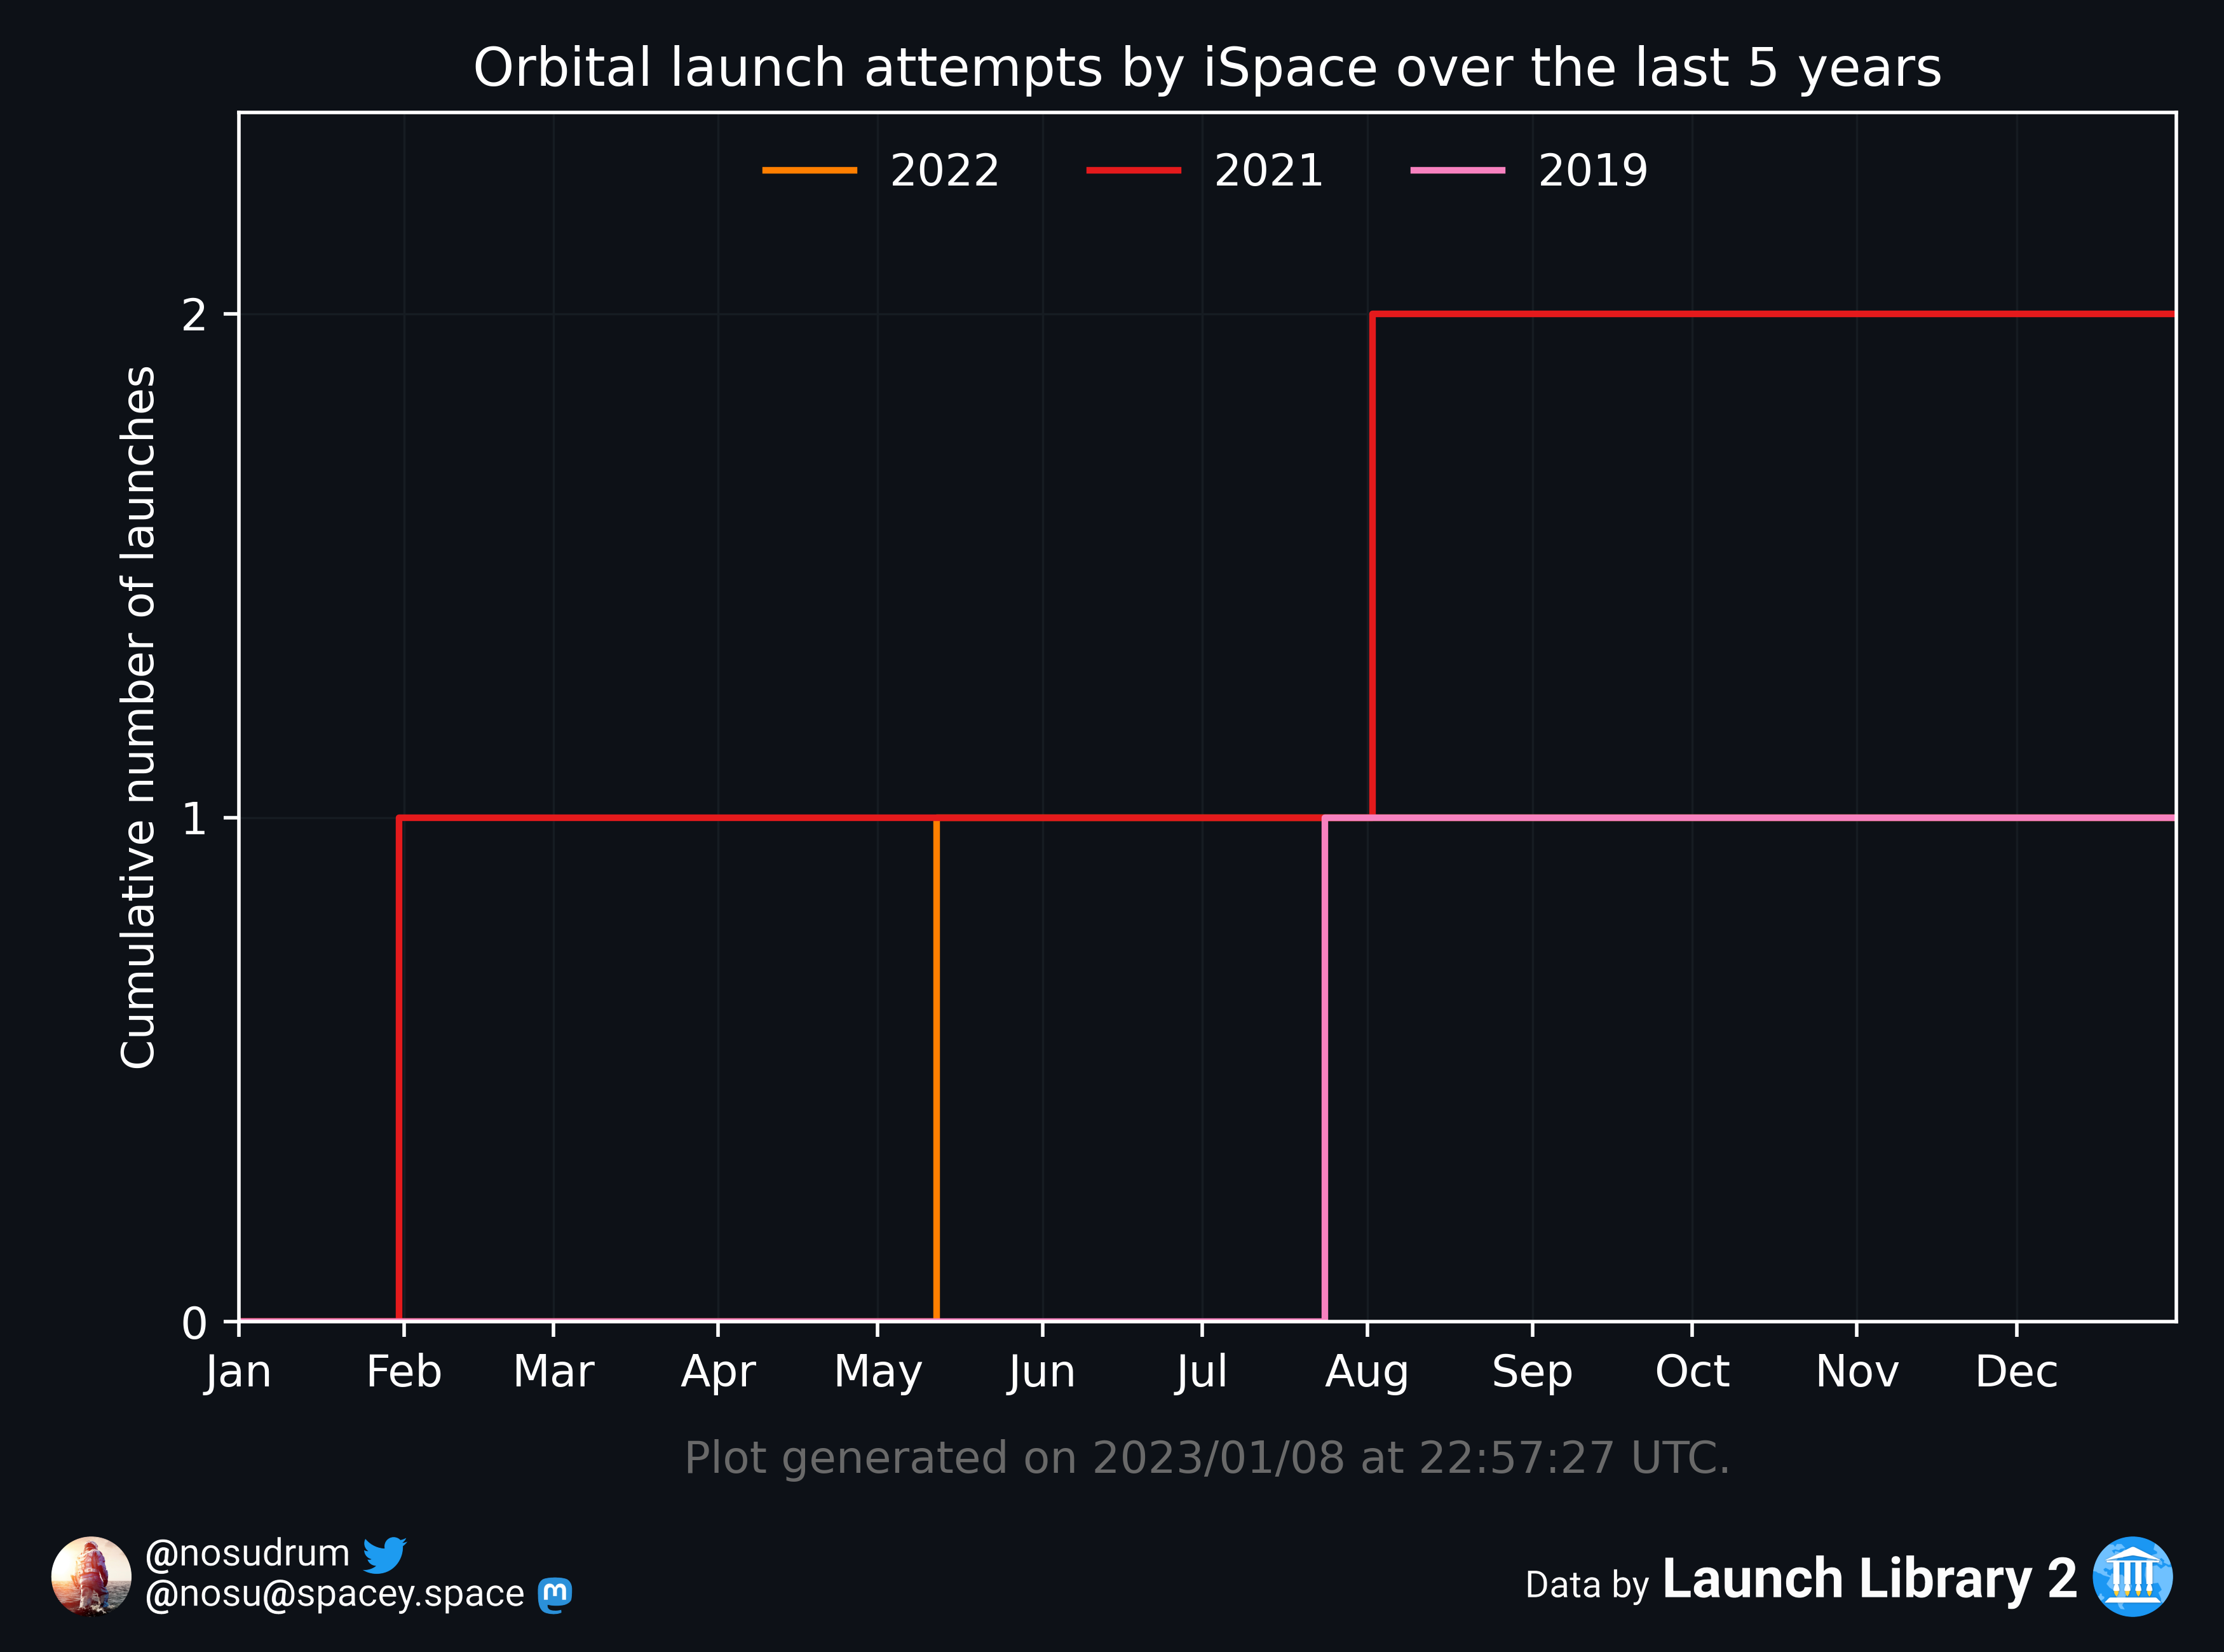 Orbital launch attempts by iSpace over the last 5 years
2022 2021 2019
Cumulative number of launches
2
1
0
Jan Feb Mar Apr May Jun Jul Aug Sep Oct Nov Dec
Plot generated on 2023/01/08 at 22:57:27 UTC.
@nosudrum
@nosu@spacey.space
Data by Launch Library 2